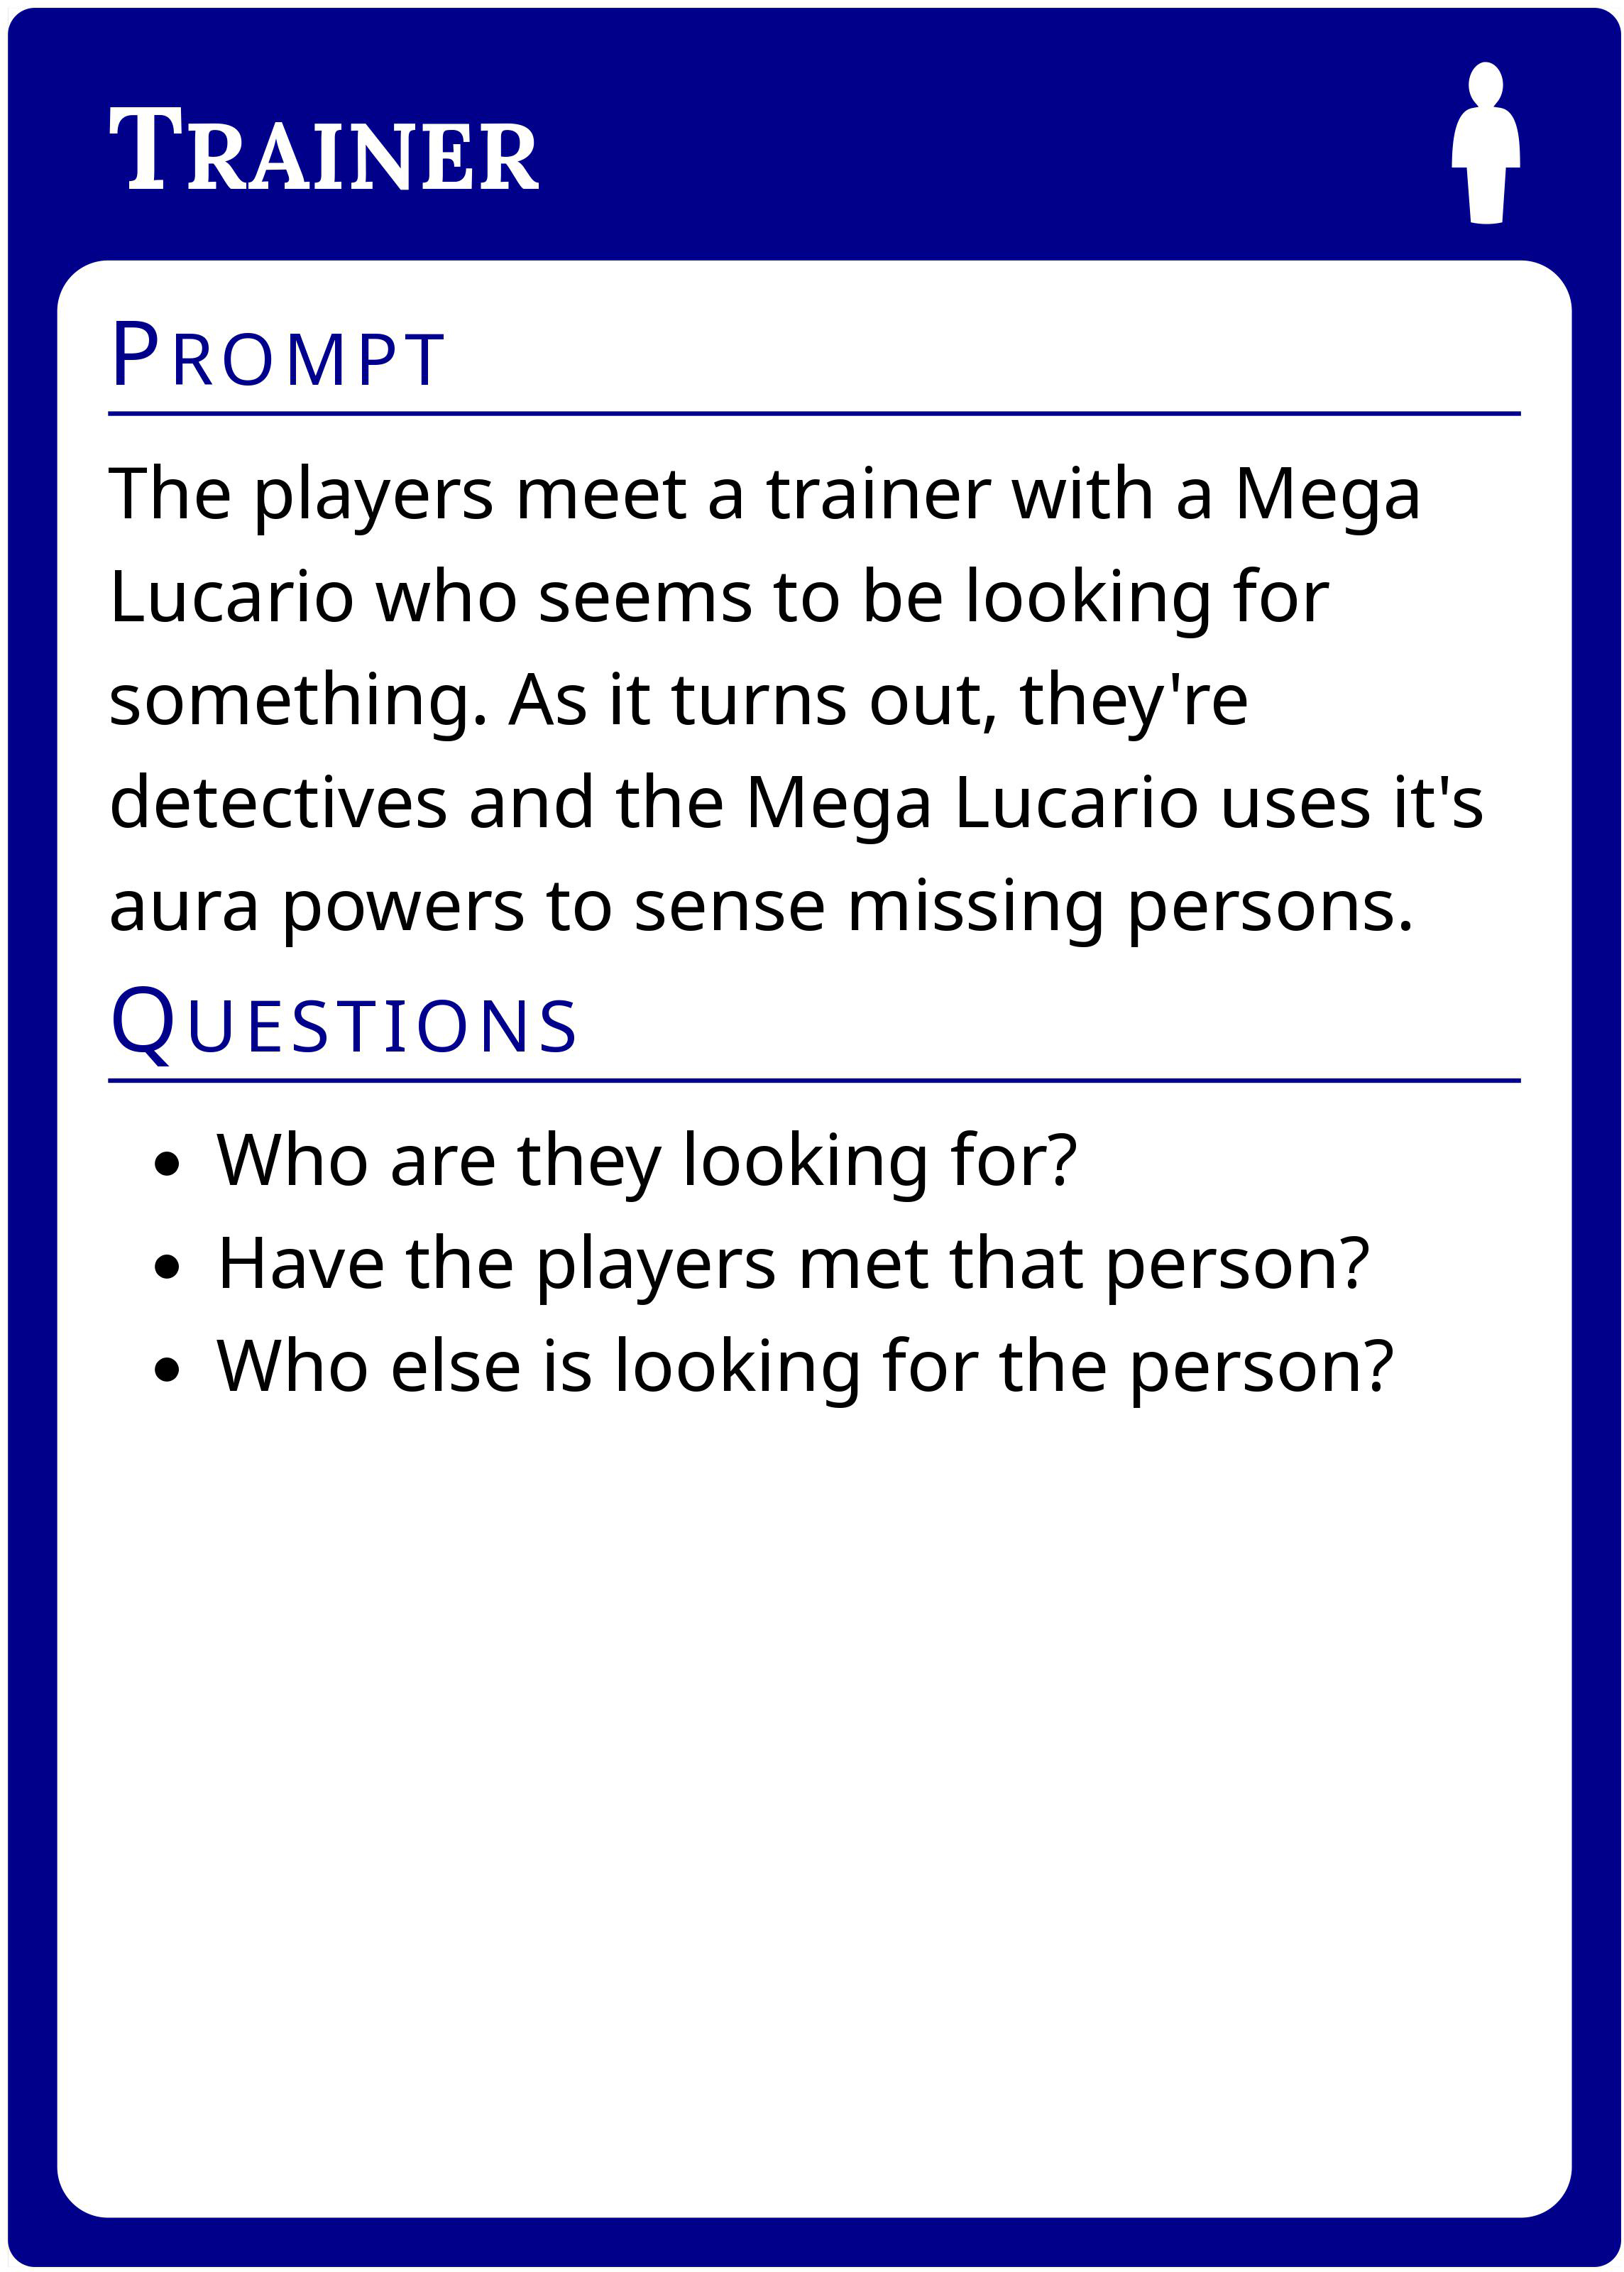 Trainer
Prompt
The players meet a trainer with a Mega
Lucario who seems to be looking for
something. As it turns out, they're
detectives and the Mega Lucario uses it's
aura powers to sense missing persons.
Questions
• Who are they looking for?
• Have the players met that person?
• Who else is looking for the person?